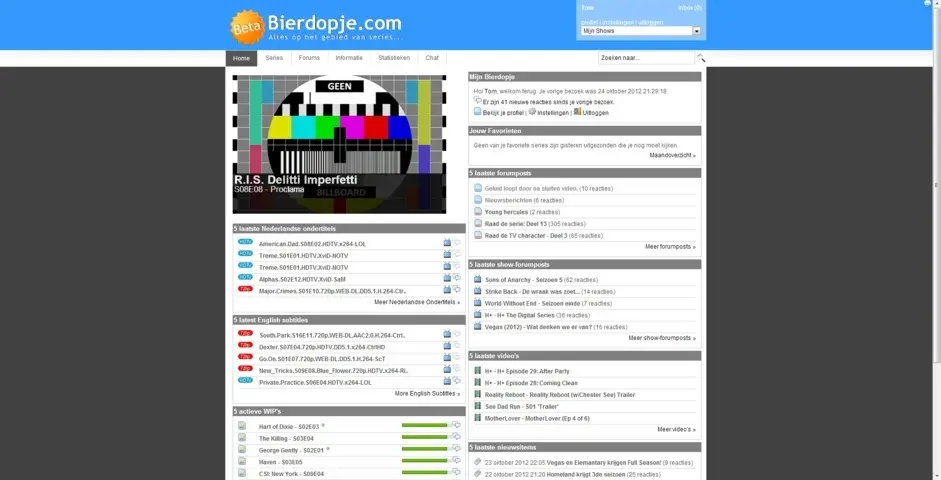 Beta
Bierdopje.com
Alles op het gebied van series...
Tom
inbox (0)
profiel | instellingen | uitloggen
Mijn Shows
Home
Series
Forums
Informatie
Statistieken
Chat
Zoeken naar...
GEEN
BILLBOARD
R.I.S. Delitti Imperfetti
S08E08 - Proclama
5 laatste Nederlandse ondertitels
HDTV American.Dad.S08E02.HDTV.x264-LOL
HDTV Treme.S01E01.HDTV.XviD-NOTV
HDTV Treme.S01E01.HDTV.XviD-NOTV
HDTV Alphas.S02E12.HDTV.XviD-SaM
720p Major.Crimes.S01E10.720p.WEB-DL.DD5.1.H.264-Ctr..
Meer Nederlandse Ondertitels »
5 latest English subtitles
720p South.Park.S16E11.720p.WEB-DL.AAC2.0.H.264-Ctrl..
720p Dexter.S07E04.720p.HDTV.DD5.1.x264-CtrlHD
720p Go.On.S01E07.720p.WEB-DL.DD5.1.H.264-ScT
720p New_Tricks.S09E08.Blue_Flower.720p.HDTV.x264-Ri..
HDTV Private.Practice.S06E04.HDTV.x264-LOL
More English Subtitles »
5 actieve WIP's
Hart of Dixie - S02E03
The Killing - S03E04
George Gently - S02E01
Haven - S03E05
CSI: New York - S09E04
Mijn Bierdopje
Hoi Tom, welkom terug. Je vorige bezoek was 24 oktober 2012 21:29:18
Er zijn 41 nieuwe reacties sinds je vorige bezoek.
Bekijk je profiel | Instellingen | Uitloggen
Jouw Favorieten
Geen van je favoriete series zijn gisteren uitgezonden die je nog moet kijken.
Maandoverzicht »
5 laatste forumposts
Geluid loopt door na sluiten video. (10 reacties)
Nieuwsberichten (6 reacties)
Young hercules (2 reacties)
Raad de serie: Deel 13 (305 reacties)
Raad de TV character - Deel 3 (65 reacties)
Meer forumposts »
5 laatste show-forumposts
Sons of Anarchy - Seizoen 5 (62 reacties)
Strike Back - De wraak was zoet... (14 reacties)
World Without End - Seizoen einde (7 reacties)
H+ - H+ The Digital Series (26 reacties)
Vegas (2012) - Wat denken we er van? (15 reacties)
Meer show-forumposts »
5 laatste video's
H+ - H+ Episode 29: After Party
H+ - H+ Episode 28: Coming Clean
Reality Reboot - Reality Reboot (w/Chester See) Trailer
See Dad Run - S01 'Trailer'
MotherLover - MotherLover (Ep 4 of 6)
Meer video's »
5 laatste nieuwsitems
23 oktober 2012 22:05 Vegas en Elemantary krijgen Full Season! (9 reacties)
22 oktober 2012 21:20 Homeland krijgt 3de seizoen (25 reacties)